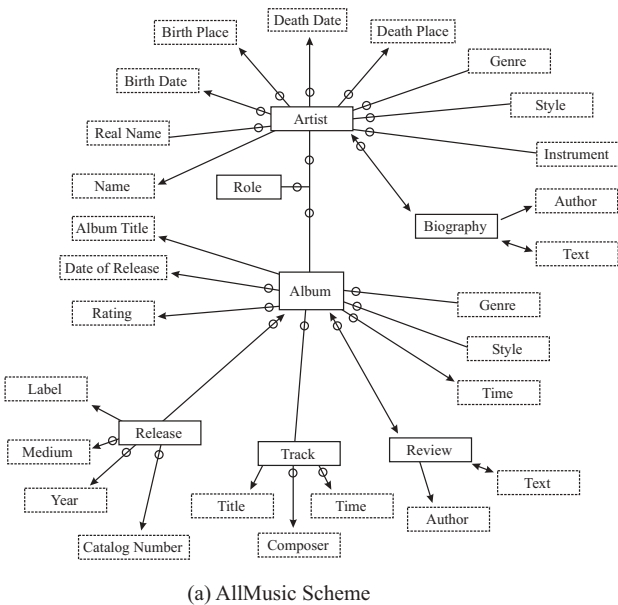 Death Date
Birth Place
Death Place
Genre
Birth Date
Style
Artist
Real Name
Instrument
Name
Role
Author
Album Title
Biography
Text
Date of Release
Album
Genre
Rating
Style
Time
Label
Release
Medium
Track
Review
Text
Year
Title
Time
Author
Catalog Number
Composer
(a) AllMusic Scheme